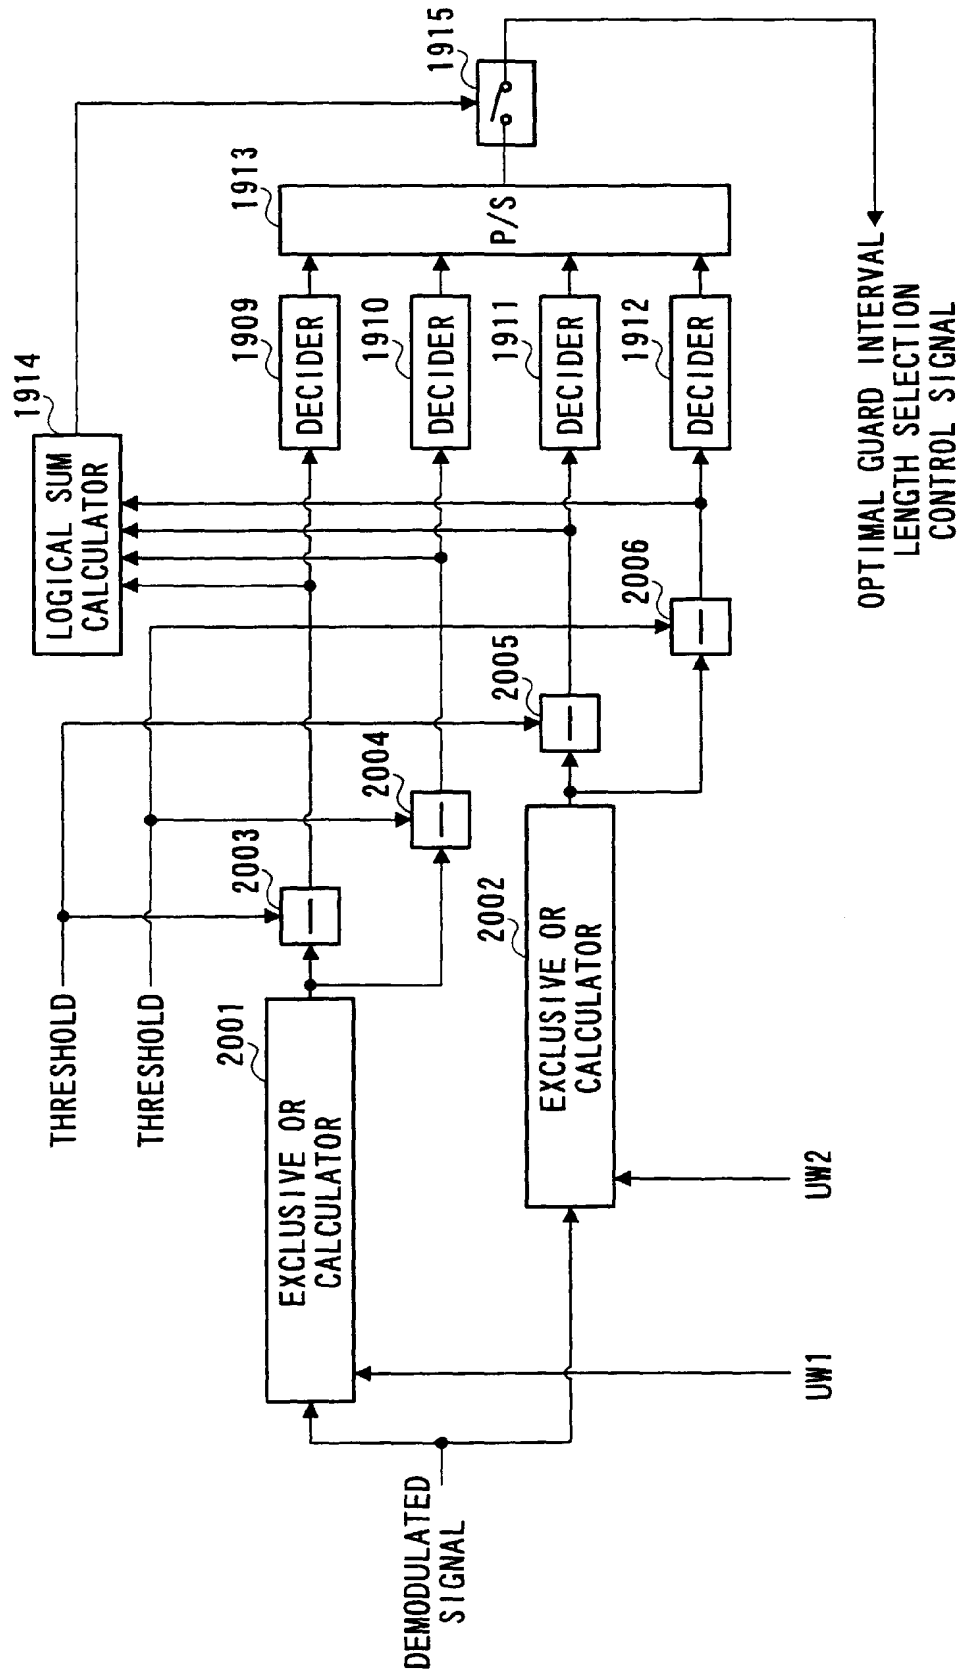 1914
LOGICAL SUM
CALCULATOR
THRESHOLD
THRESHOLD
2001
EXCLUSIVE OR
CALCULATOR
2003
2004
1909
DECIDER
1910
DECIDER
1913
P/S
1915
DEMODULATED
SIGNAL
2002
EXCLUSIVE OR
CALCULATOR
2005
2006
1911
DECIDER
1912
DECIDER
UW1
UW2
OPTIMAL GUARD INTERVAL
LENGTH SELECTION
CONTROL SIGNAL